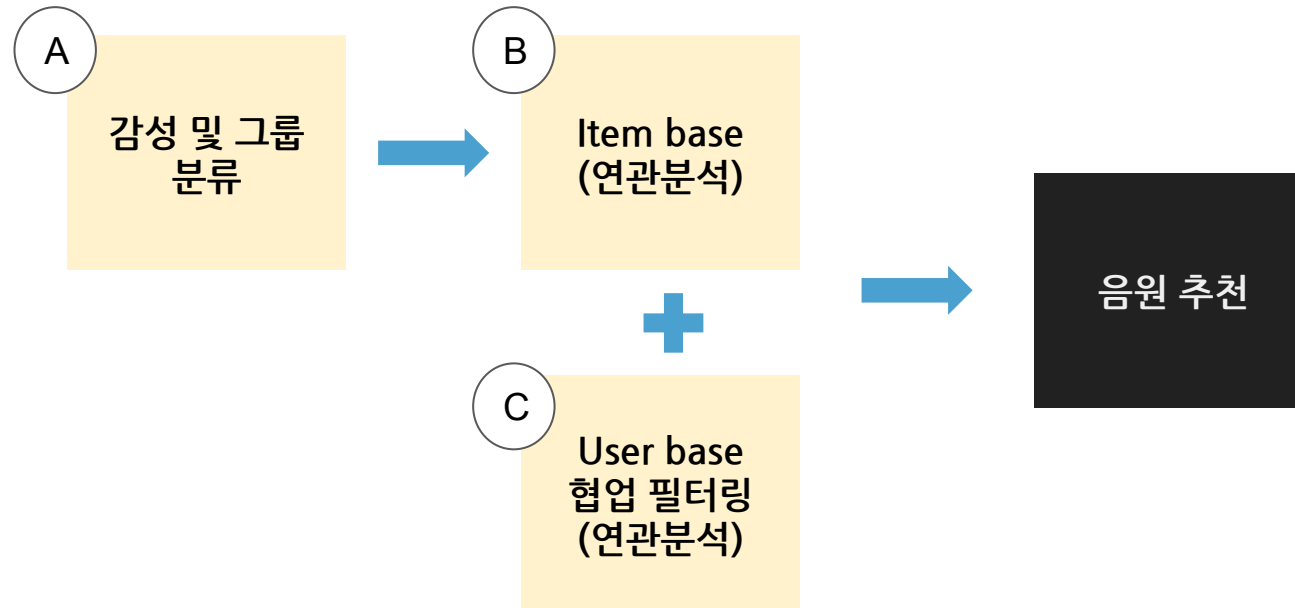 A
감성 및 그룹
분류
B
Item base
(연관분석)
C
User base
협업 필터링
(연관분석)
음원 추천